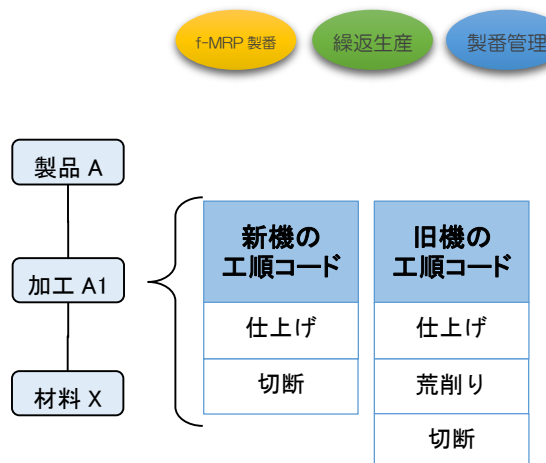 f-MRP 製番
繰返生産
製番管理
製品 A
加工 A1
材料 X
新機の
工順コード
仕上げ
切断
旧機の
工順コード
仕上げ
荒削り
切断